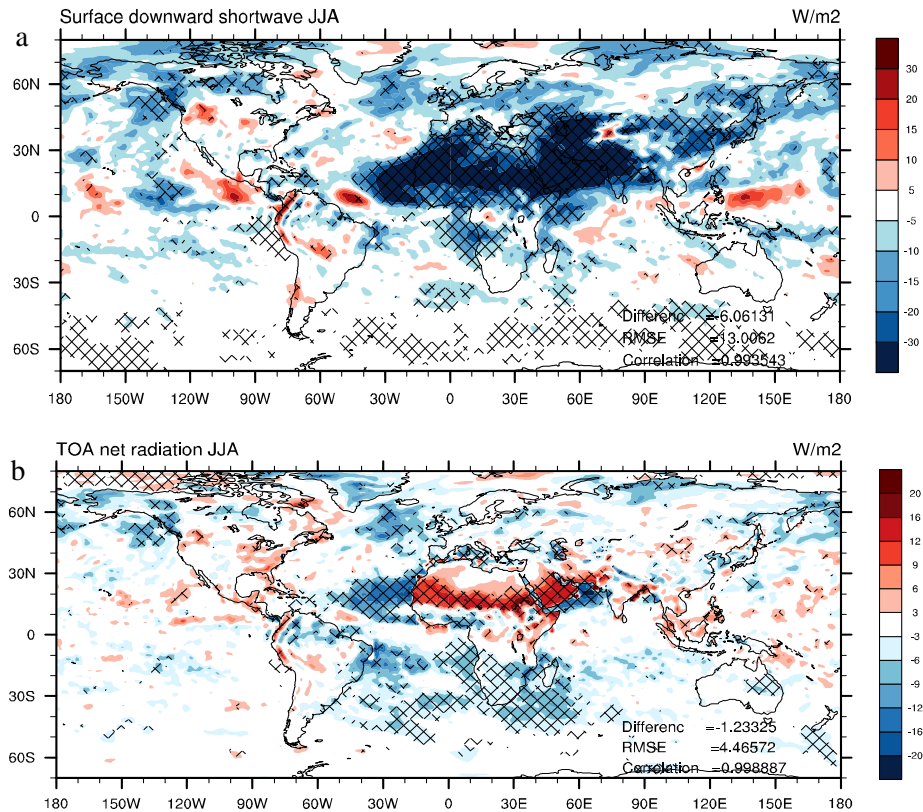 Surface downward shortwave JJA W/m2
a
60N
30N
0
30S
60S
Differenc =-6.06131
RMSE =13.0062
Correlation =0.993543
180 150W 120W 90W 60W 30W 0 30E 60E 90E 120E 150E 180
30
20
15
10
5
-5
-10
-15
-20
-30
TOA net radiation JJA W/m2
b
60N
30N
0
30S
60S
Differenc =-1.23325
RMSE =4.46572
Correlation =0.998887
180 150W 120W 90W 60W 30W 0 30E 60E 90E 120E 150E 180
20
16
12
9
6
3
-3
-6
-9
-12
-16
-20